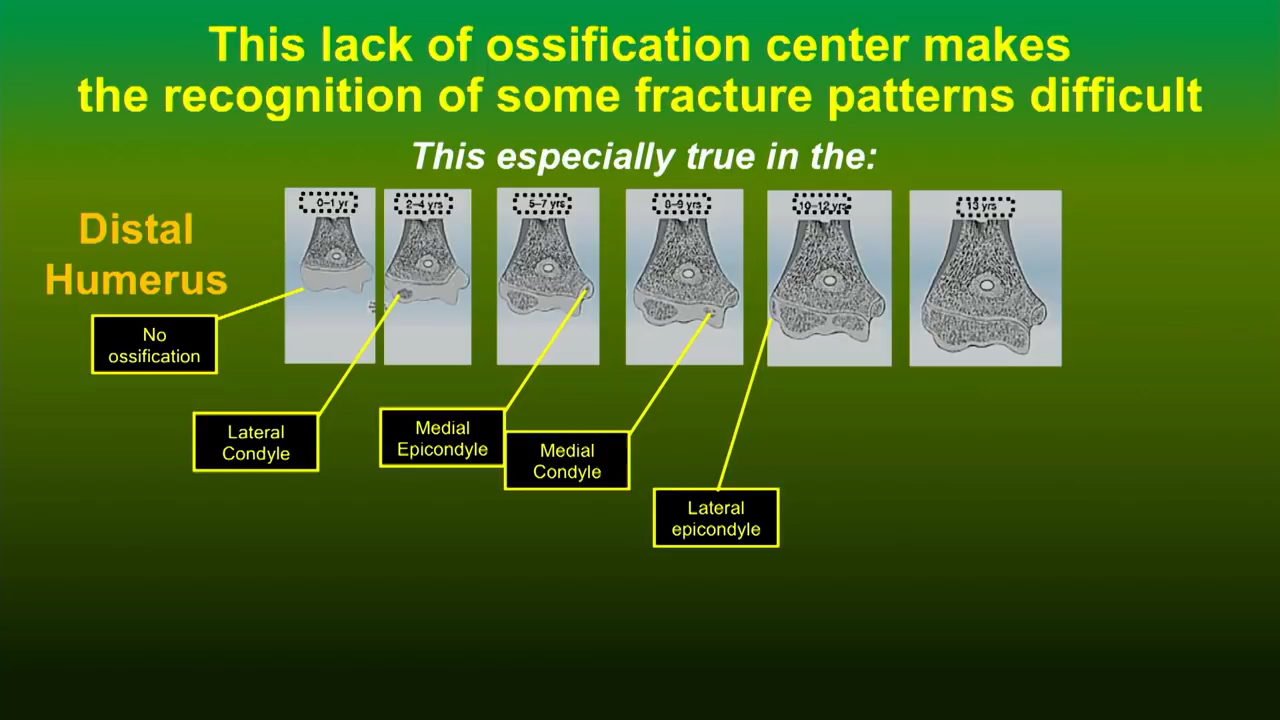 This lack of ossification center makes
the recognition of some fracture patterns difficult
This especially true in the:
0–1 yr
2–4 yrs
5–7 yrs
8–9 yrs
10–12 yrs
13 yrs
Distal
Humerus
No
ossification
Lateral
Condyle
Medial
Epicondyle
Medial
Condyle
Lateral
epicondyle